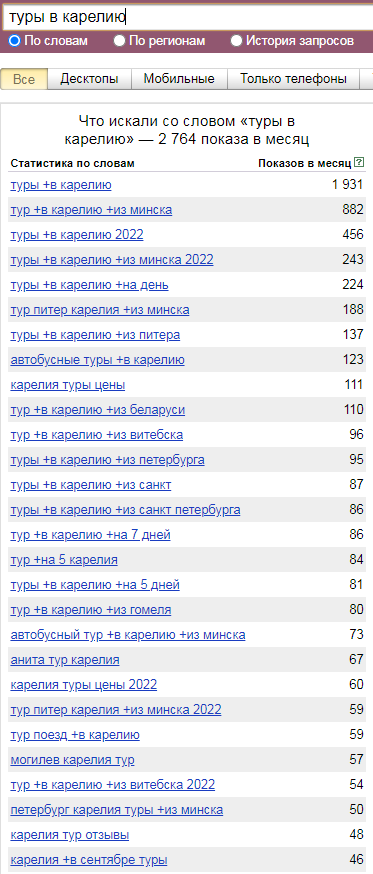 туры в карелию
По словам По регионам История запросов
Все Десктопы Мобильные Только телефоны
Что искали со словом «туры в
карелию» — 2 764 показа в месяц
Статистика по словам Показов в месяц ?
туры +в карелию 1 931
тур +в карелию +из минска 882
туры +в карелию 2022 456
туры +в карелию +из минска 2022 243
туры +в карелию +на день 224
тур питер карелия +из минска 188
туры +в карелию +из питера 137
автобусные туры +в карелию 123
карелия туры цены 111
тур +в карелию +из беларуси 110
тур +в карелию +из витебска 96
туры +в карелию +из петербурга 95
туры +в карелию +из санкт 87
туры +в карелию +из санкт петербурга 86
тур +в карелию +на 7 дней 86
тур +на 5 карелия 84
туры +в карелию +на 5 дней 81
тур +в карелию +из гомеля 80
автобусный тур +в карелию +из минска 73
анита тур карелия 67
карелия туры цены 2022 60
тур питер карелия +из минска 2022 59
тур поезд +в карелию 59
могилев карелия тур 57
тур +в карелию +из витебска 2022 54
петербург карелия туры +из минска 50
карелия тур отзывы 48
карелия +в сентябре туры 46